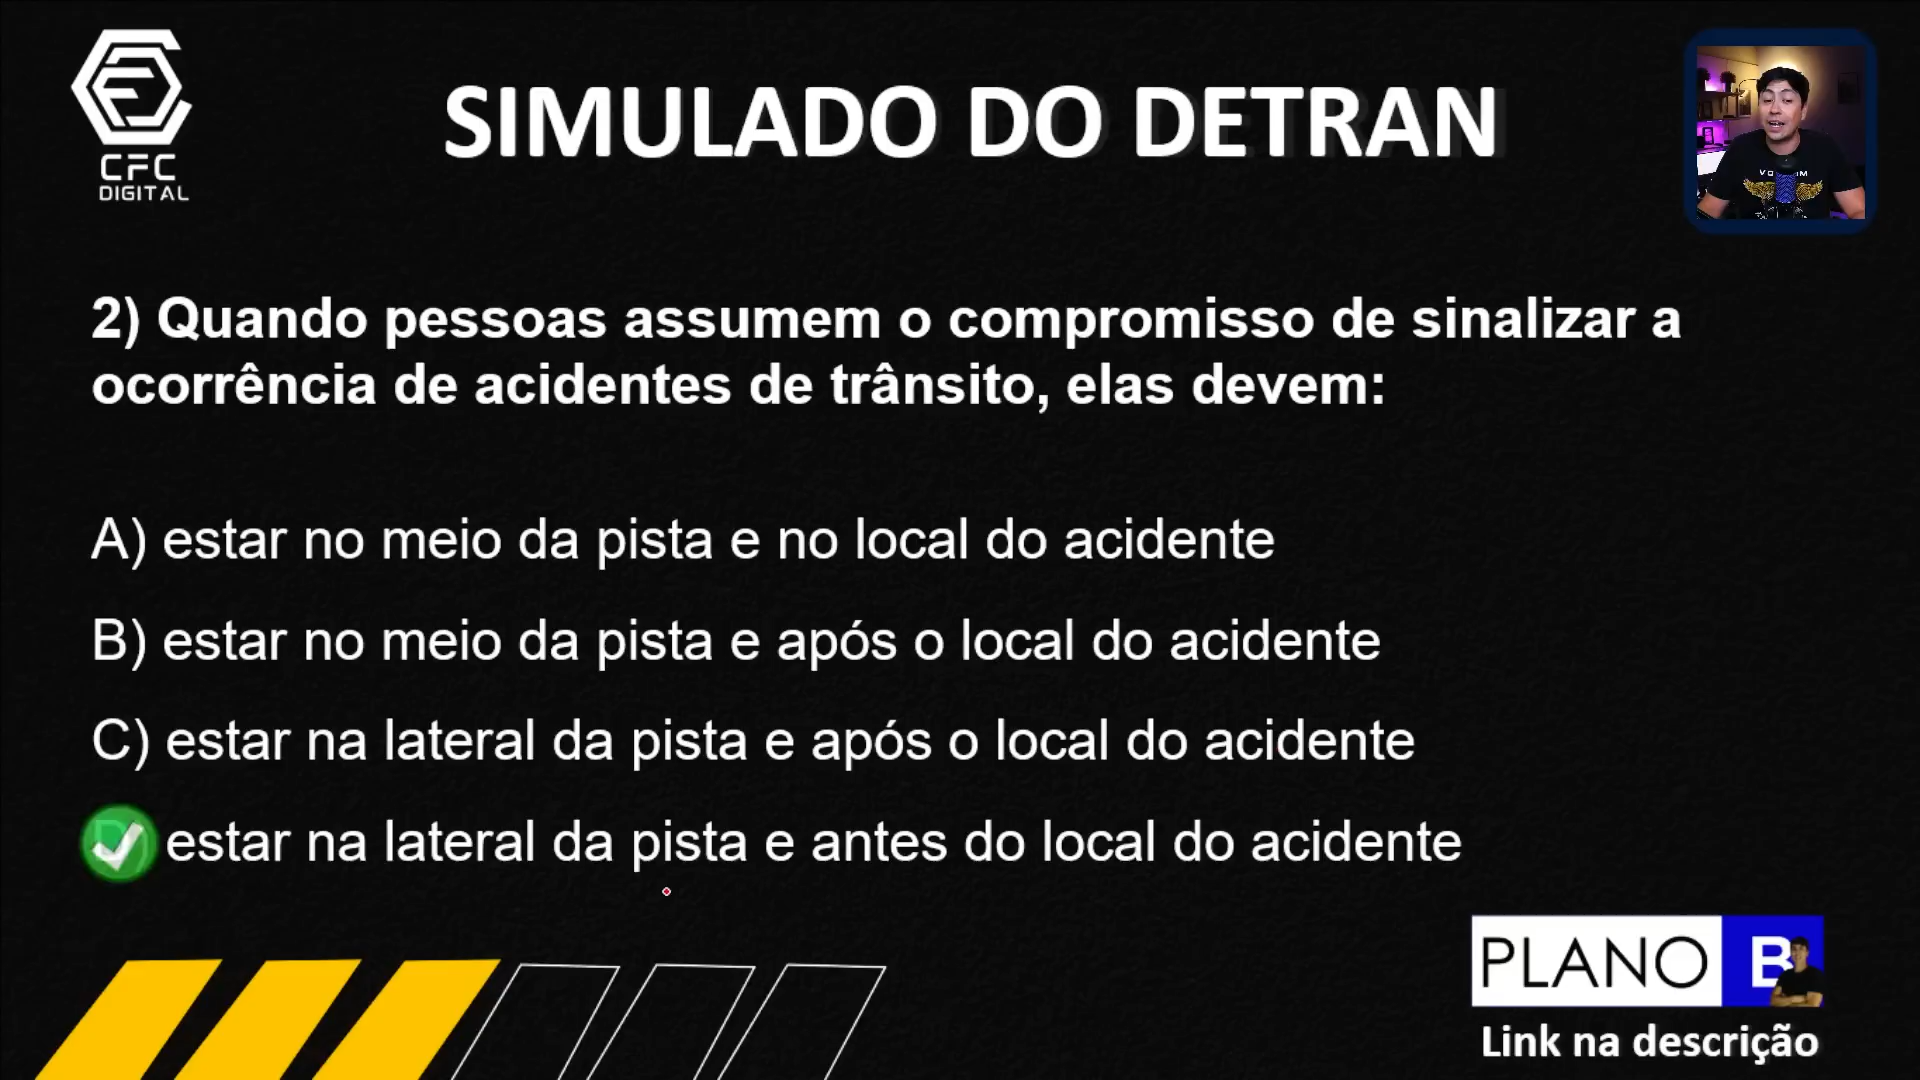 CFC
DIGITAL
SIMULADO DO DETRAN
2) Quando pessoas assumem o compromisso de sinalizar a
ocorrência de acidentes de trânsito, elas devem:
A) estar no meio da pista e no local do acidente
B) estar no meio da pista e após o local do acidente
C) estar na lateral da pista e após o local do acidente
estar na lateral da pista e antes do local do acidente
PLANO B
Link na descrição